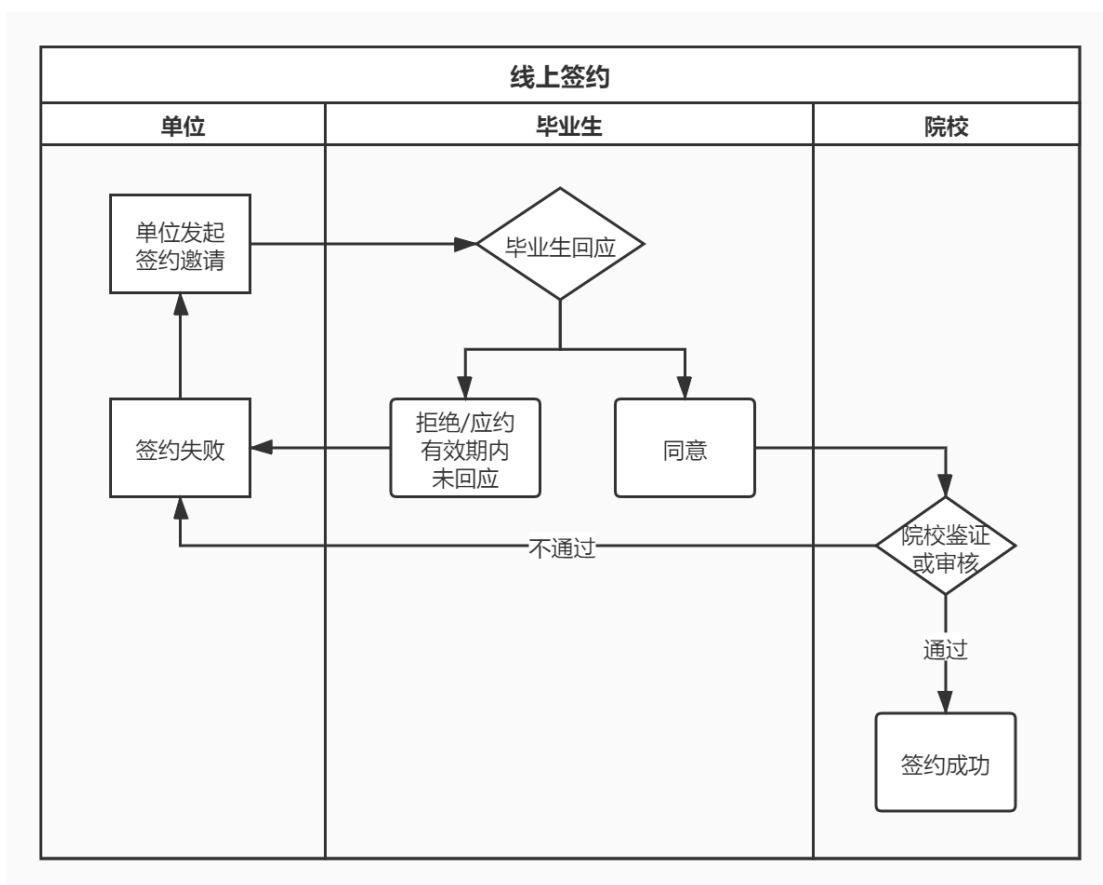 线上签约
单位
毕业生
院校
单位发起
签约邀请
毕业生回应
拒绝/应约
有效期内
未回应
同意
签约失败
院校鉴证
或审核
不通过
通过
签约成功